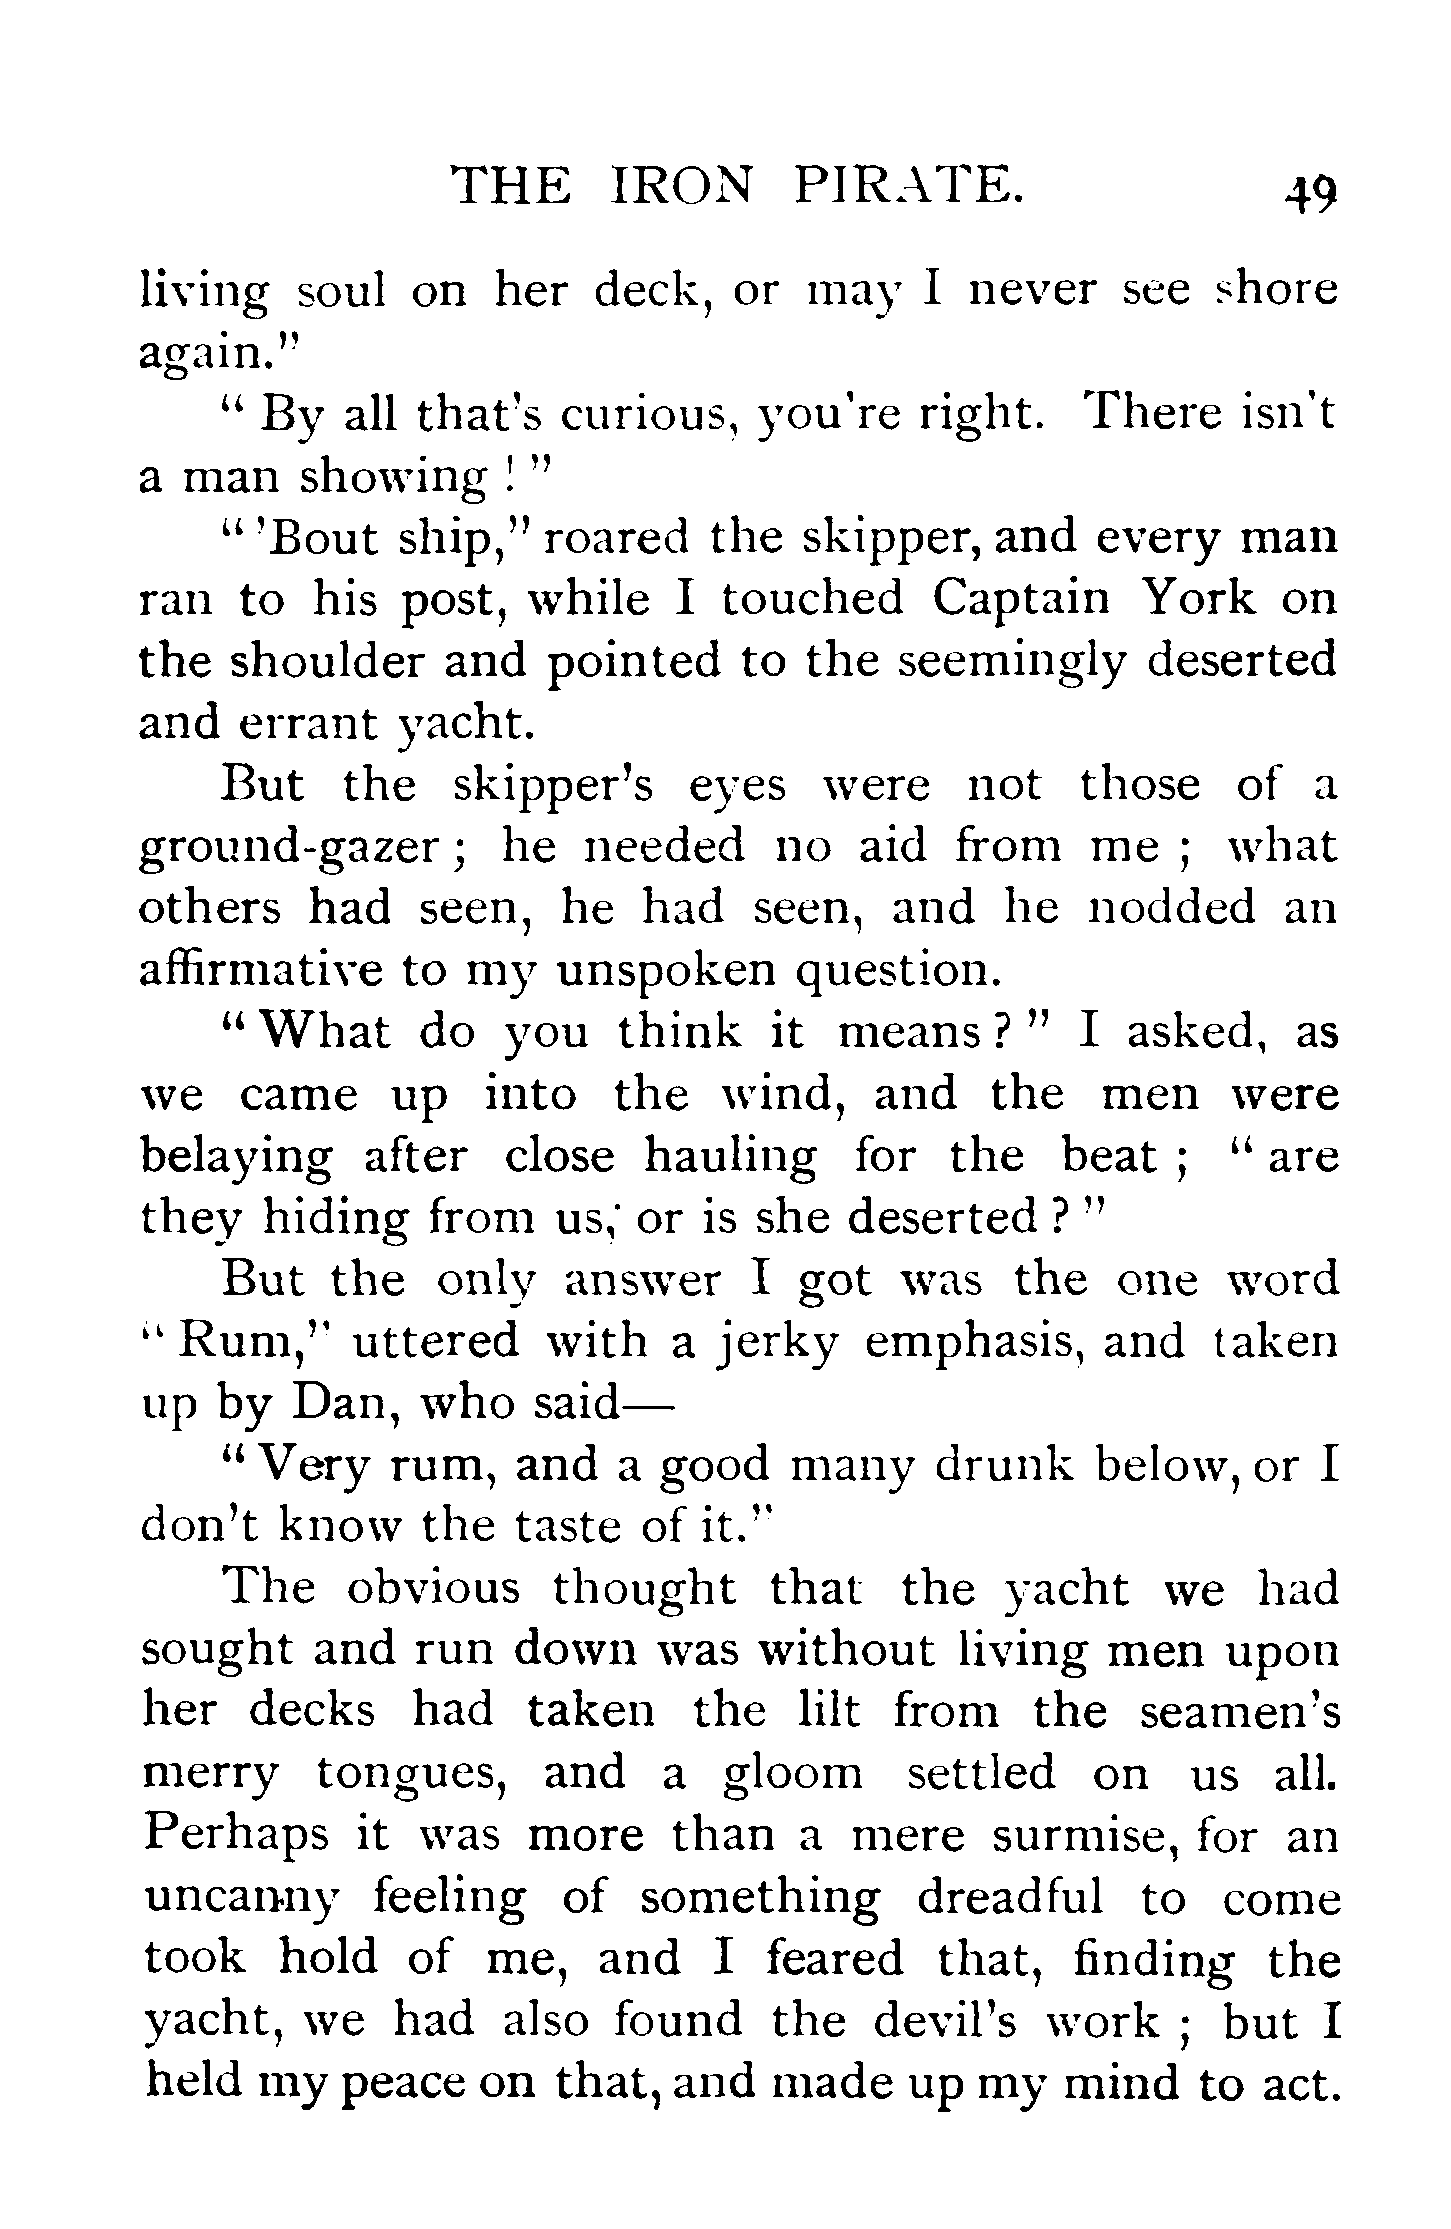 THE IRON PIRATE. 49
living soul on her deck, or may I never see shore
again."
" By all that's curious, you're right. There isn't
a man showing ! "
" 'Bout ship," roared the skipper, and every man
ran to his post, while I touched Captain York on
the shoulder and pointed to the seemingly deserted
and errant yacht.
But the skipper's eyes were not those of a
ground-gazer ; he needed no aid from me ; what
others had seen, he had seen, and he nodded an
affirmative to my unspoken question.
" What do you think it means ? " I asked, as
we came up into the wind, and the men were
belaying after close hauling for the beat ; " are
they hiding from us, or is she deserted ? "
But the only answer I got was the one word
" Rum," uttered with a jerky emphasis, and taken
up by Dan, who said—
" Very rum, and a good many drunk below, or I
don't know the taste of it."
The obvious thought that the yacht we had
sought and run down was without living men upon
her decks had taken the lilt from the seamen's
merry tongues, and a gloom settled on us all.
Perhaps it was more than a mere surmise, for an
uncanny feeling of something dreadful to come
took hold of me, and I feared that, finding the
yacht, we had also found the devil's work ; but I
held my peace on that, and made up my mind to act.